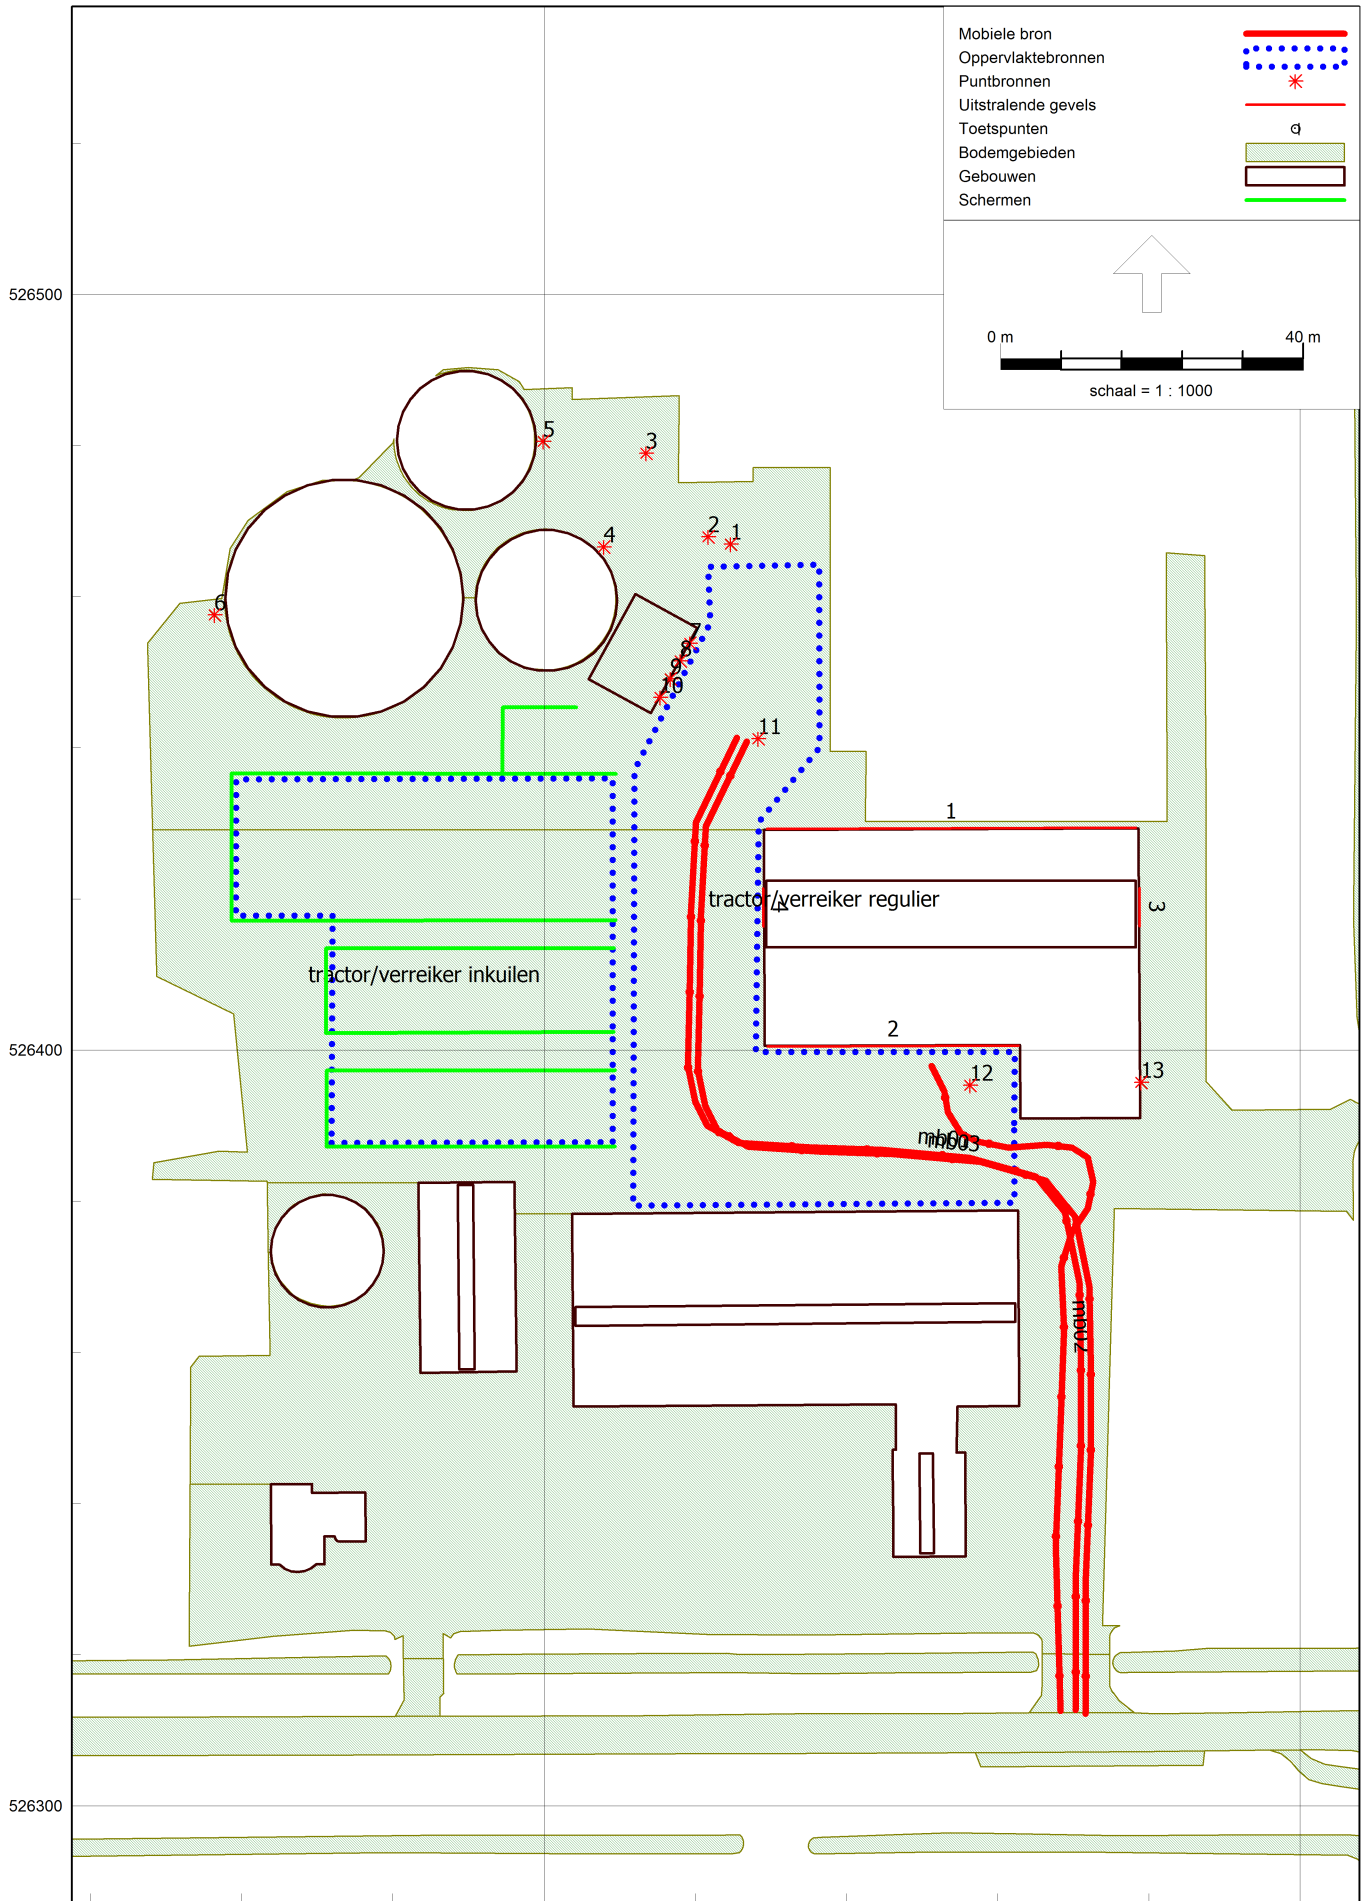 Mobiele bron
Oppervlaktebronnen
Puntbronnen
Uitstralende gevels
Toetspunten
Bodemgebieden
Gebouwen
Schermen
0 m 40 m
schaal = 1 : 1000
526500
5
3
2
1
4
6
7
8
9
10
11
1
tractor/verreiker regulier
4
3
tractor/verreiker inkuilen
2
526400
12
13
mb03
mb02
526300